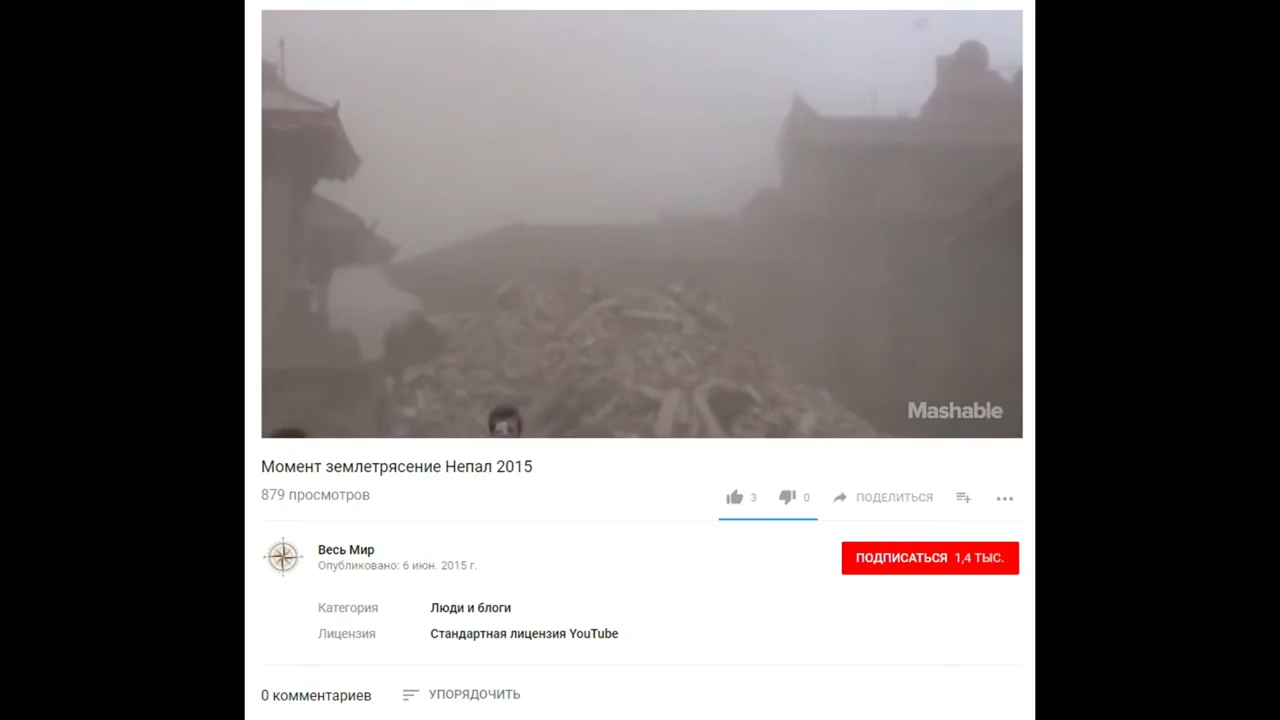 Mashable
Момент землетрясение Непал 2015
879 просмотров
3
0
ПОДЕЛИТЬСЯ
Весь Мир
Опубликовано: 6 июн. 2015 г.
ПОДПИСАТЬСЯ 1,4 ТЫС.
Категория
Люди и блоги
Лицензия
Стандартная лицензия YouTube
0 комментариев
УПОРЯДОЧИТЬ